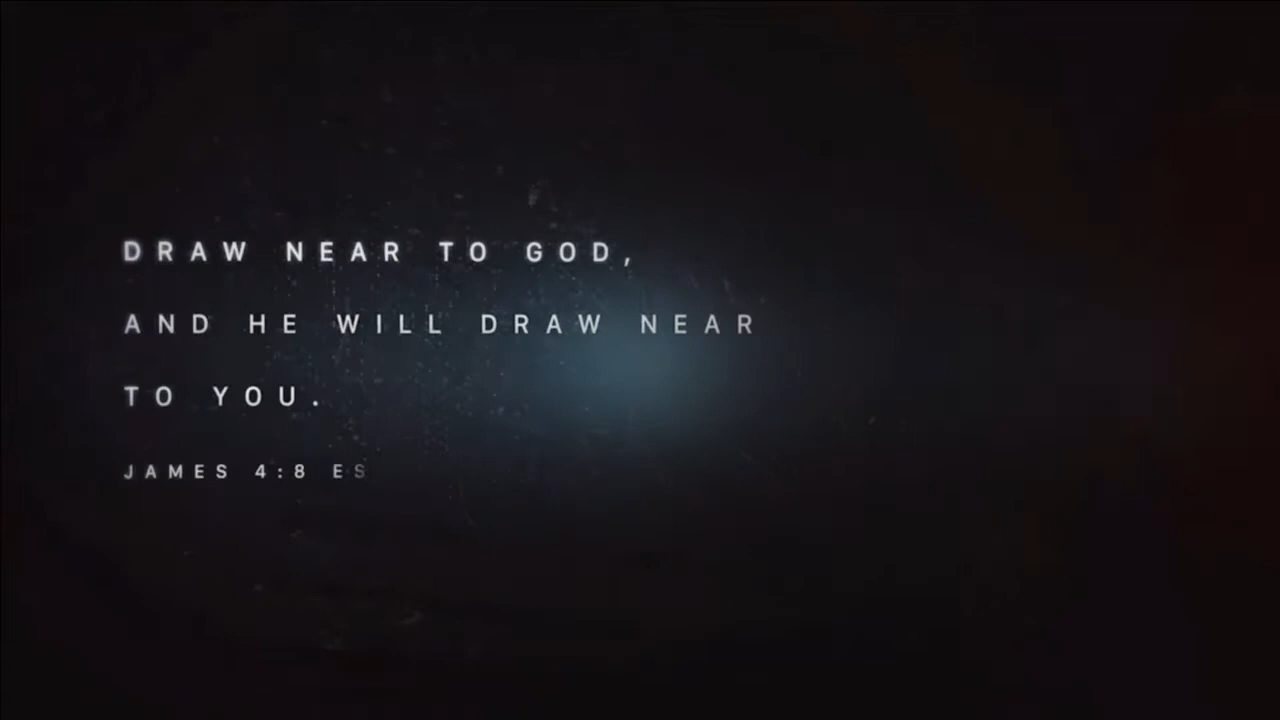 DRAW NEAR TO GOD,
AND HE WILL DRAW NEAR
TO YOU.
JAMES 4:8 ES